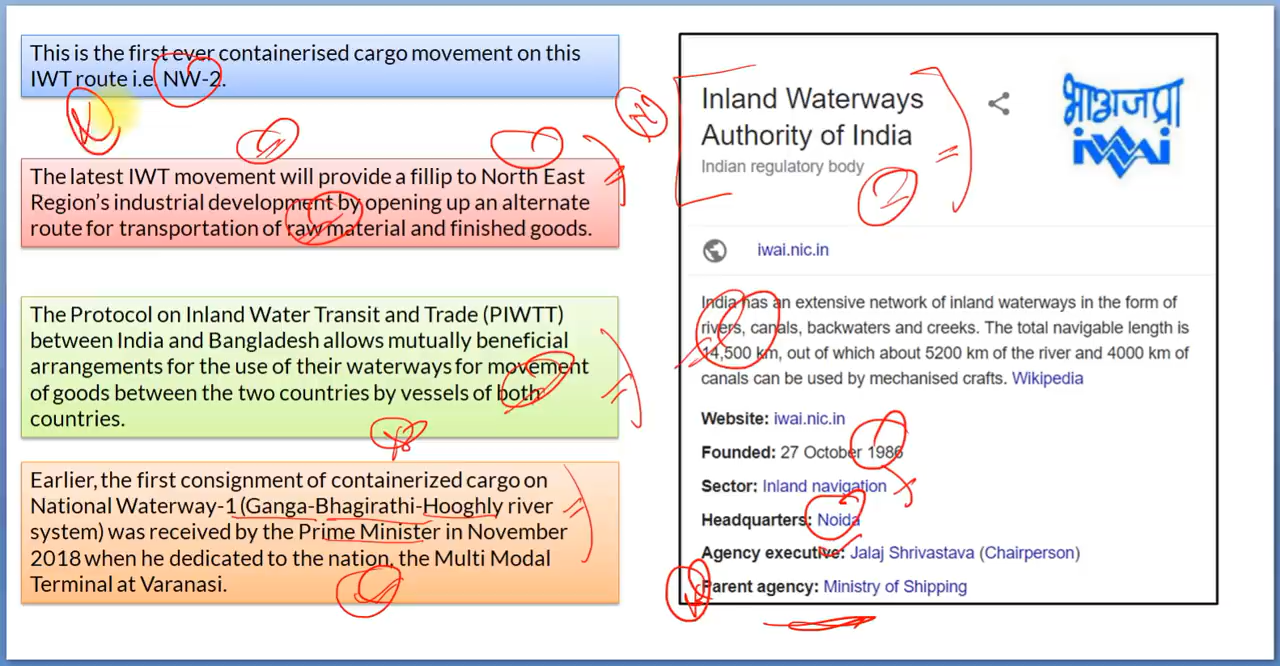 This is the first ever containerised cargo movement on this
IWT route i.e. NW-2.
The latest IWT movement will provide a fillip to North East
Region's industrial development by opening up an alternate
route for transportation of raw material and finished goods.
The Protocol on Inland Water Transit and Trade (PIWTT)
between India and Bangladesh allows mutually beneficial
arrangements for the use of their waterways for movement
of goods between the two countries by vessels of both
countries.
Earlier, the first consignment of containerized cargo on
National Waterway-1 (Ganga-Bhagirathi-Hooghly river
system) was received by the Prime Minister in November
2018 when he dedicated to the nation, the Multi Modal
Terminal at Varanasi.
Inland Waterways
Authority of India
Indian regulatory body
भाअजप्रा
IWAI
iwai.nic.in
India has an extensive network of inland waterways in the form of
rivers, canals, backwaters and creeks. The total navigable length is
14,500 km, out of which about 5200 km of the river and 4000 km of
canals can be used by mechanised crafts. Wikipedia
Website: iwai.nic.in
Founded: 27 October 1986
Sector: Inland navigation
Headquarters: Noida
Agency executive: Jalaj Shrivastava (Chairperson)
Parent agency: Ministry of Shipping